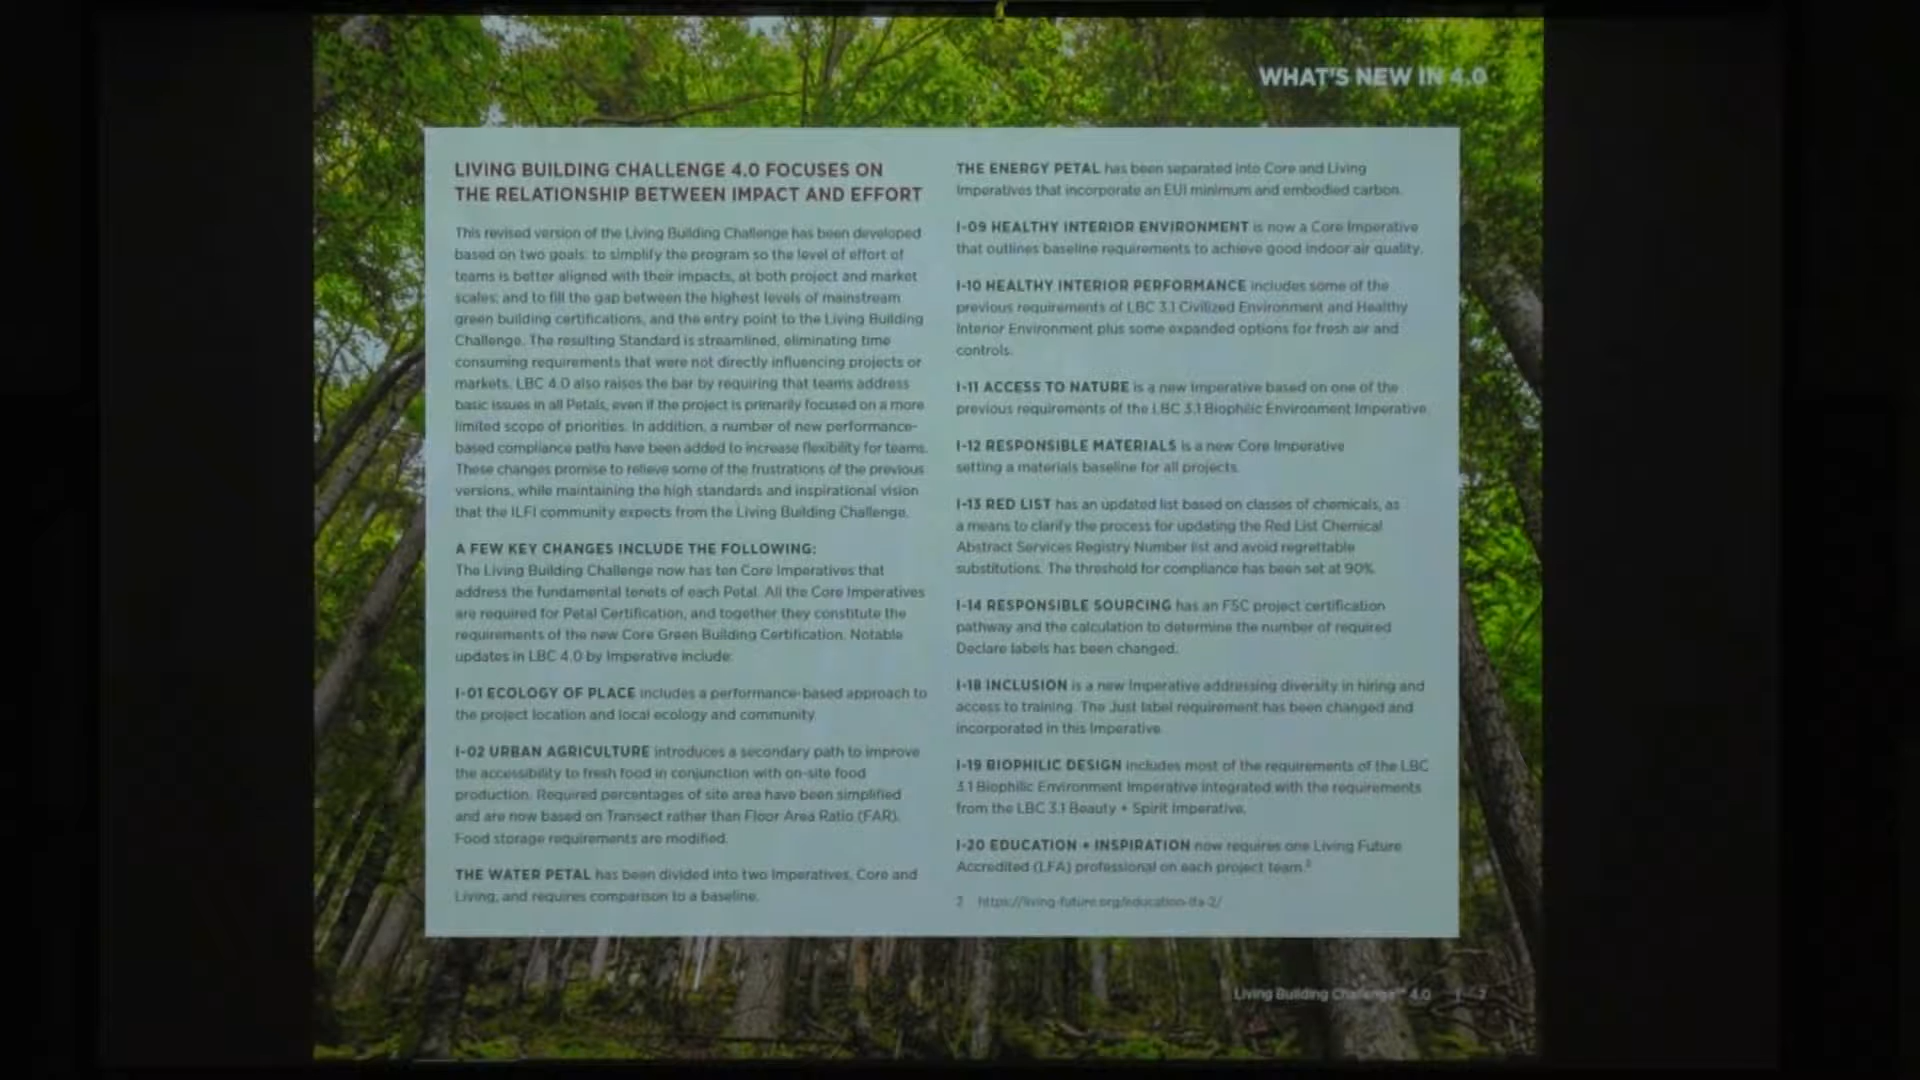 WHAT'S NEW IN 4.0
LIVING BUILDING CHALLENGE 4.0 FOCUSES ON
THE RELATIONSHIP BETWEEN IMPACT AND EFFORT
This revised version of the Living Building Challenge has been developed
based on two goals: to simplify the program so the level of effort of
teams is better aligned with their impacts, at both project and market
scales; and to fill the gap between the highest levels of mainstream
green building certifications, and the entry point to the Living Building
Challenge. The resulting Standard is streamlined, eliminating time
consuming requirements that were not directly influencing projects or
markets. LBC 4.0 also raises the bar by requiring that teams address
basic issues in all Petals, even if the project is primarily focused on a more
limited scope of priorities. In addition, a number of new performance-
based compliance paths have been added to increase flexibility for teams.
These changes promise to relieve some of the frustrations of the previous
versions, while maintaining the high standards and inspirational vision
that the ILFI community expects from the Living Building Challenge.
A FEW KEY CHANGES INCLUDE THE FOLLOWING:
The Living Building Challenge now has ten Core Imperatives that
address the fundamental tenets of each Petal. All the Core Imperatives
are required for Petal Certification, and together they constitute the
requirements of the new Core Green Building Certification. Notable
updates in LBC 4.0 by Imperative include:
I-01 ECOLOGY OF PLACE includes a performance-based approach to
the project location and local ecology and community.
I-02 URBAN AGRICULTURE introduces a secondary path to improve
the accessibility to fresh food in conjunction with on-site food
production. Required percentages of site area have been simplified
and are now based on Transect rather than Floor Area Ratio (FAR).
Food storage requirements are modified.
THE WATER PETAL has been divided into two Imperatives, Core and
Living, and requires comparison to a baseline.
THE ENERGY PETAL has been separated into Core and Living
Imperatives that incorporate an EUI minimum and embodied carbon.
I-09 HEALTHY INTERIOR ENVIRONMENT is now a Core Imperative
that outlines baseline requirements to achieve good indoor air quality.
I-10 HEALTHY INTERIOR PERFORMANCE includes some of the
previous requirements of LBC 3.1 Civilized Environment and Healthy
Interior Environment plus some expanded options for fresh air and
controls.
I-11 ACCESS TO NATURE is a new Imperative based on one of the
previous requirements of the LBC 3.1 Biophilic Environment Imperative.
I-12 RESPONSIBLE MATERIALS is a new Core Imperative
setting a materials baseline for all projects.
I-13 RED LIST has an updated list based on classes of chemicals, as
a means to clarify the process for updating the Red List Chemical
Abstract Services Registry Number list and avoid regrettable
substitutions. The threshold for compliance has been set at 90%.
I-14 RESPONSIBLE SOURCING has an FSC project certification
pathway and the calculation to determine the number of required
Declare labels has been changed.
I-18 INCLUSION is a new Imperative addressing diversity in hiring and
access to training. The Just label requirement has been changed and
incorporated in this Imperative.
I-19 BIOPHILIC DESIGN includes most of the requirements of the LBC
3.1 Biophilic Environment Imperative integrated with the requirements
from the LBC 3.1 Beauty + Spirit Imperative.
I-20 EDUCATION + INSPIRATION now requires one Living Future
Accredited (LFA) professional on each project team.²
2 https://living-future.org/education-lfa-2/
Living Building Challenge℠ 4.0 | 7